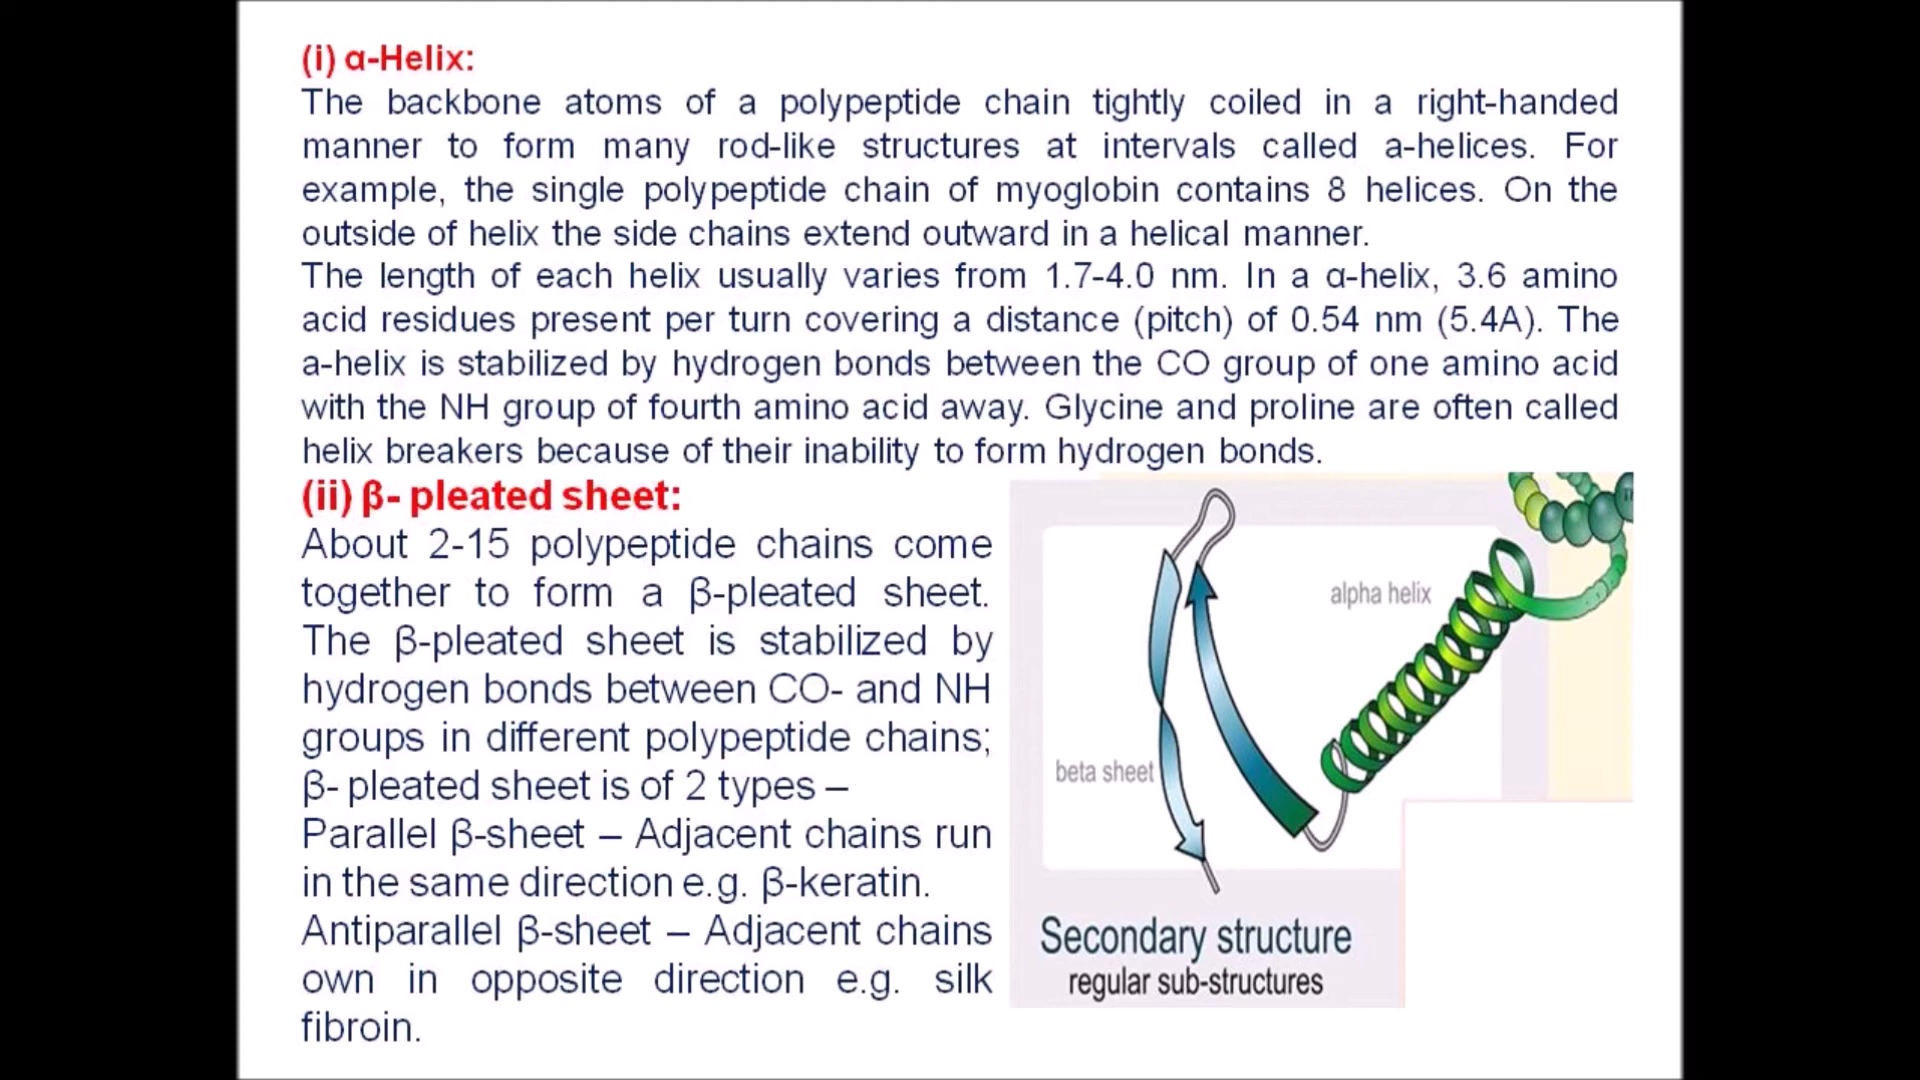 (i) α-Helix:
The backbone atoms of a polypeptide chain tightly coiled in a right-handed
manner to form many rod-like structures at intervals called a-helices. For
example, the single polypeptide chain of myoglobin contains 8 helices. On the
outside of helix the side chains extend outward in a helical manner.
The length of each helix usually varies from 1.7-4.0 nm. In a α-helix, 3.6 amino
acid residues present per turn covering a distance (pitch) of 0.54 nm (5.4A). The
a-helix is stabilized by hydrogen bonds between the CO group of one amino acid
with the NH group of fourth amino acid away. Glycine and proline are often called
helix breakers because of their inability to form hydrogen bonds.
(ii) β- pleated sheet:
About 2-15 polypeptide chains come
together to form a β-pleated sheet.
The β-pleated sheet is stabilized by
hydrogen bonds between CO- and NH
groups in different polypeptide chains;
β- pleated sheet is of 2 types –
Parallel β-sheet – Adjacent chains run
in the same direction e.g. β-keratin.
Antiparallel β-sheet – Adjacent chains
own in opposite direction e.g. silk
fibroin.
alpha helix
beta sheet
Secondary structure
regular sub-structures